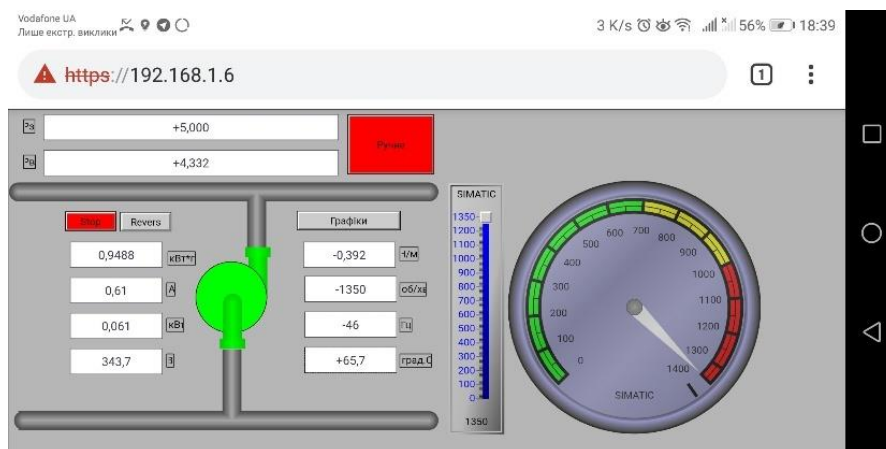 Vodafone UA
Лише екстр. виклики
3 K/s 56% 18:39
https://192.168.1.6
1
+5,000
+4,332
Ручне
Stop Revers
Графіки
0,9488 кВт*г
0,61 А
0,061 кВт
343,7 В
-0,392 Н/м
-1350 об/хв
-46 Гц
+65,7 град.С
SIMATIC
1350
1200
1100
1000
900
800
700
600
500
400
300
200
100
0
1350
0
100
200
300
400
500
600
700
800
900
1000
1100
1200
1300
1400
SIMATIC